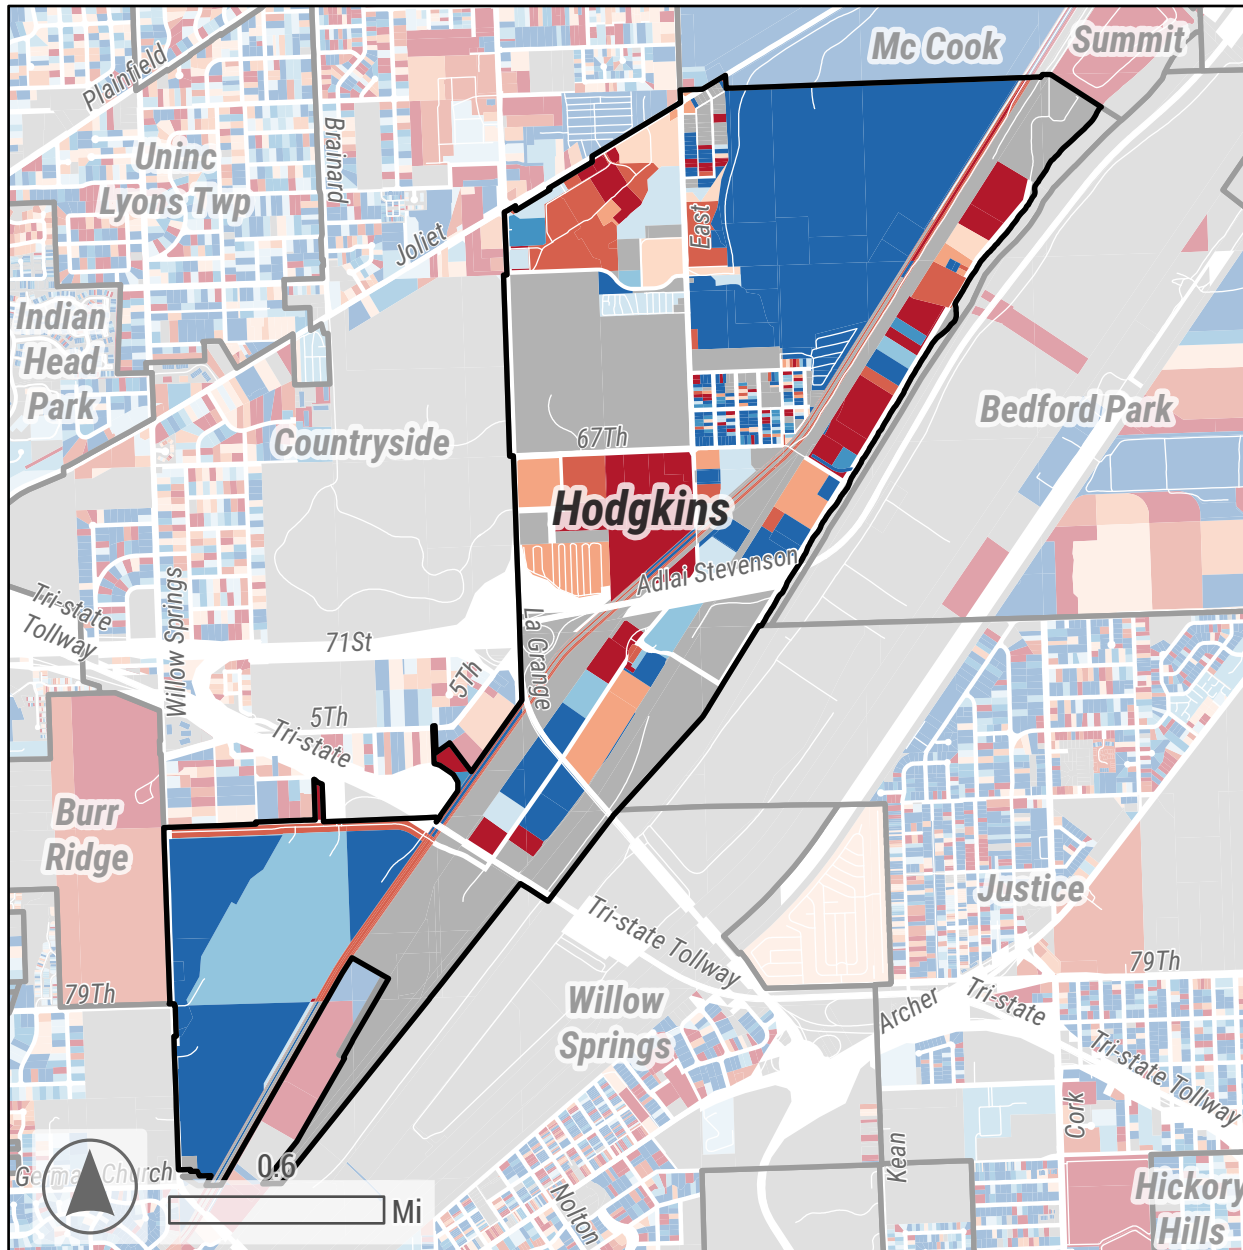 Mc Cook
Summit
Plainfield
Brainard
Uninc
Lyons Twp
East
Joliet
Indian
Head
Park
Countryside
67Th
Bedford Park
Hodgkins
Adlai Stevenson
Willow Springs
Tri-state
Tollway
71St
La Grange
5Th
5Th
Tri-state
Burr
Ridge
Justice
Tri-state Tollway
79Th
79Th
Willow
Springs
Archer
Tri-state
Tri-state Tollway
Cork
Kean
German Church
0.6
Mi
Nolton
Hickory
Hills